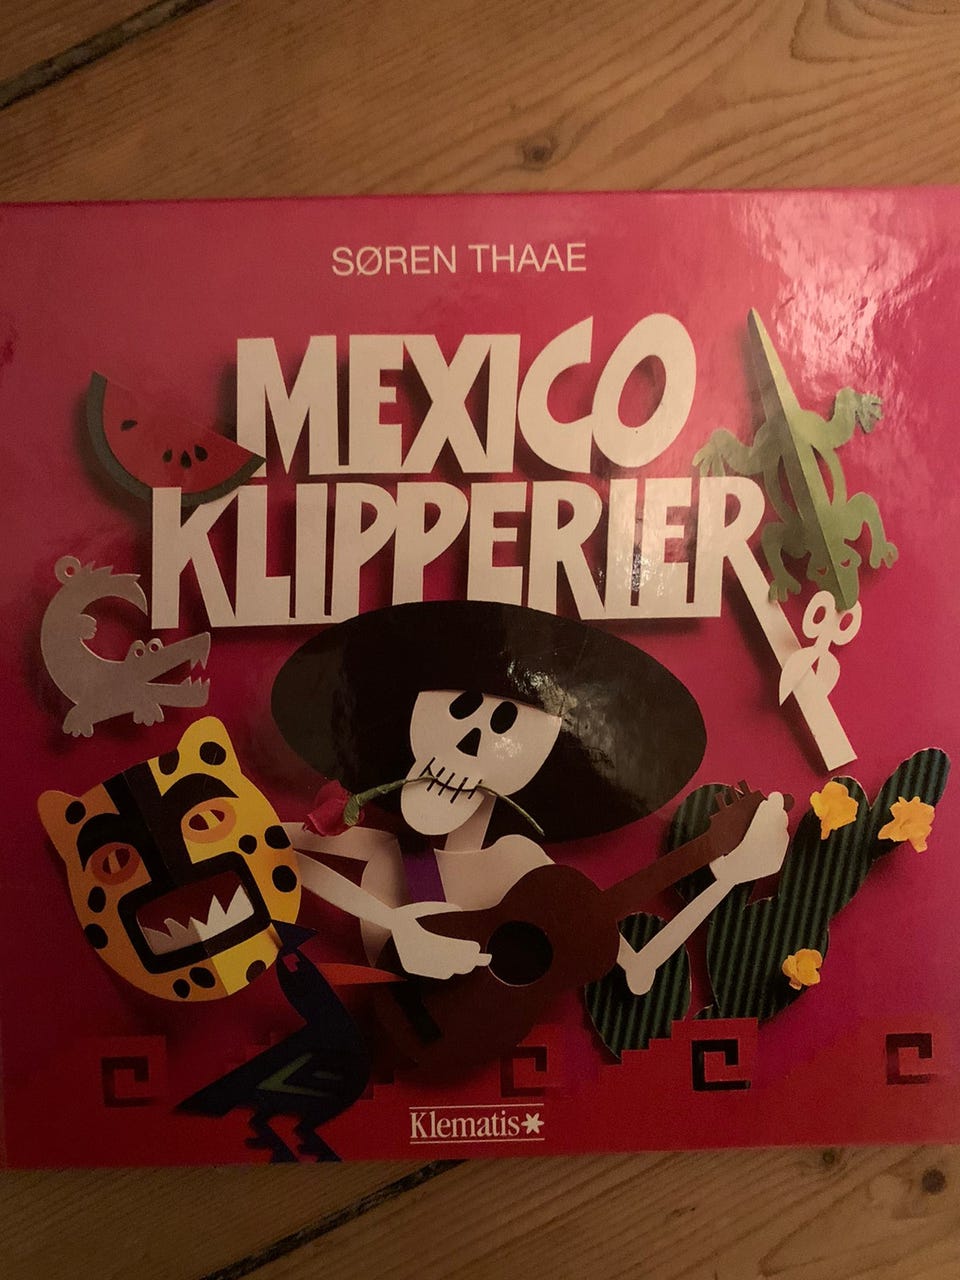 SØREN THAAE
MEXICO
KLIPPERIER
Klematis